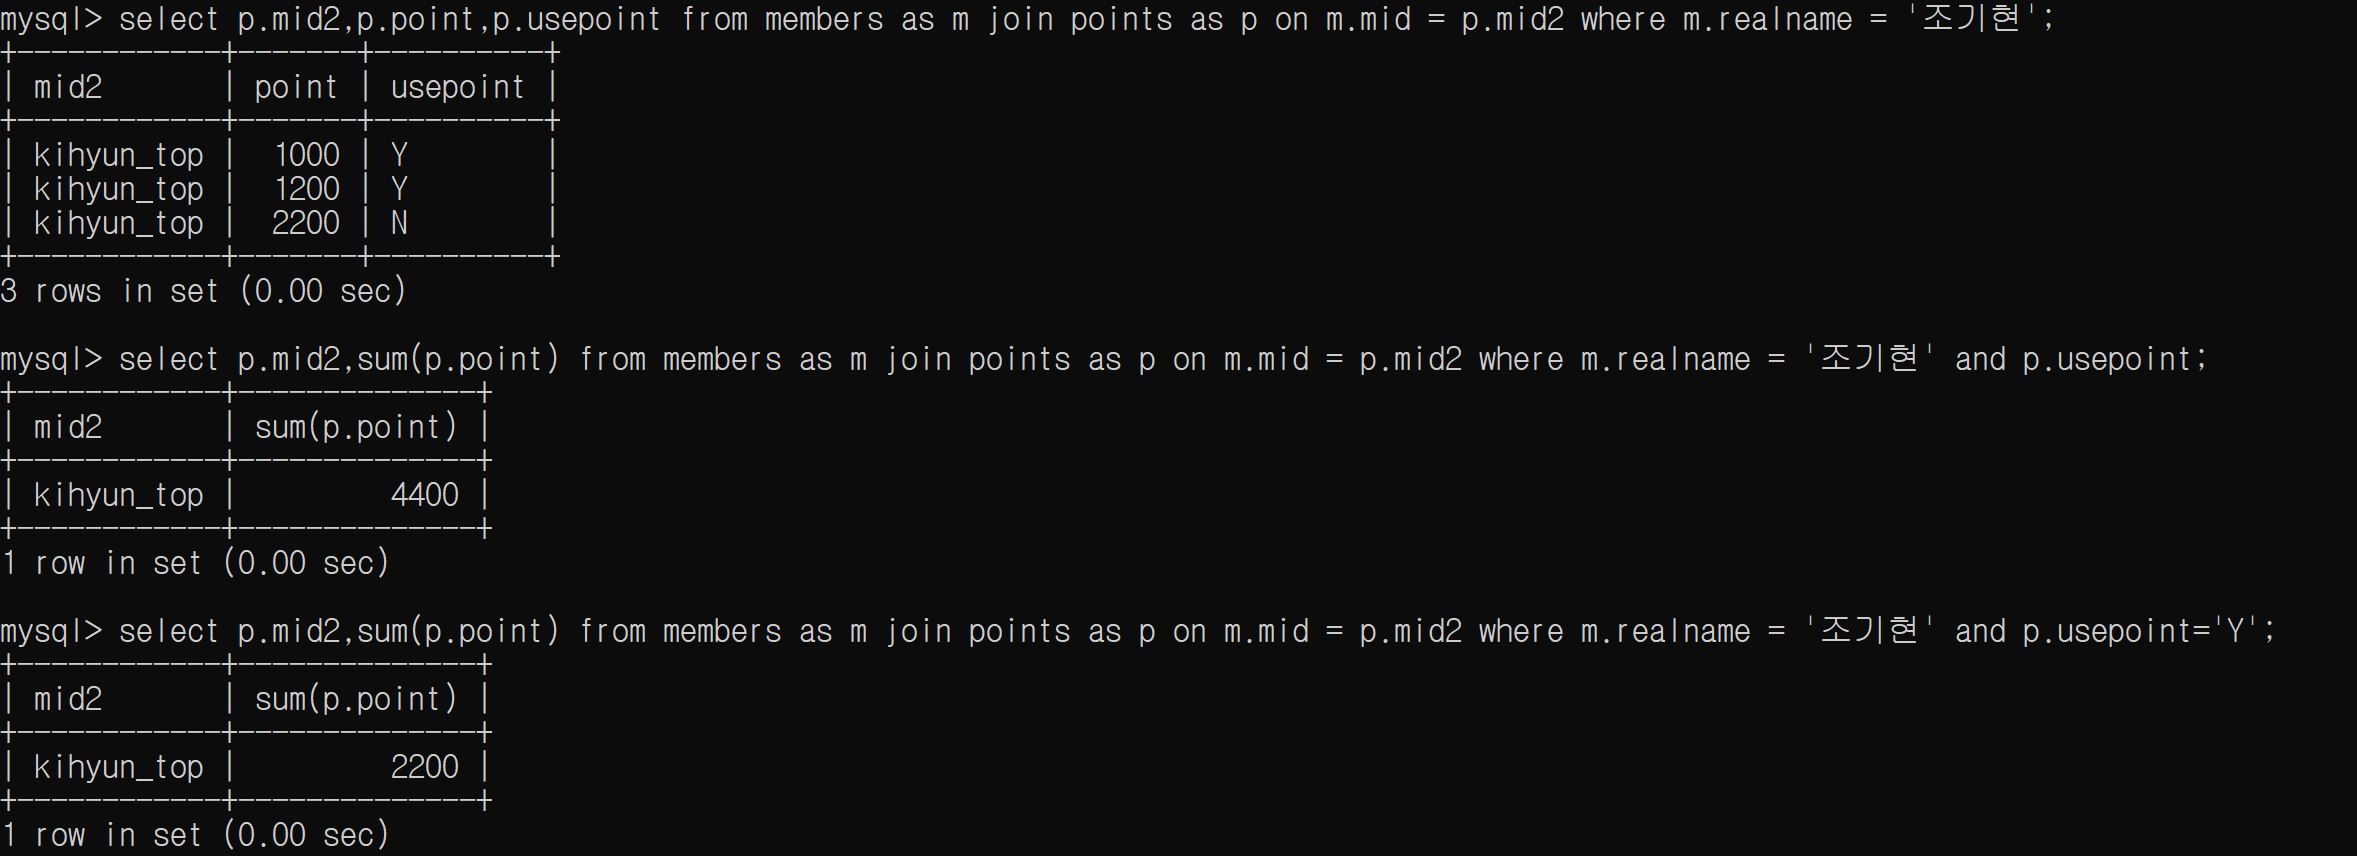 mysql> select p.mid2,p.point,p.usepoint from members as m join points as p on m.mid = p.mid2 where m.realname = '조기현';
+------------+-------+----------+
| mid2       | point | usepoint |
+------------+-------+----------+
| kihyun_top |  1000 | Y        |
| kihyun_top |  1200 | Y        |
| kihyun_top |  2200 | N        |
+------------+-------+----------+
3 rows in set (0.00 sec)
mysql> select p.mid2,sum(p.point) from members as m join points as p on m.mid = p.mid2 where m.realname = '조기현' and p.usepoint;
+------------+--------------+
| mid2       | sum(p.point) |
+------------+--------------+
| kihyun_top |         4400 |
+------------+--------------+
1 row in set (0.00 sec)
mysql> select p.mid2,sum(p.point) from members as m join points as p on m.mid = p.mid2 where m.realname = '조기현' and p.usepoint='Y';
+------------+--------------+
| mid2       | sum(p.point) |
+------------+--------------+
| kihyun_top |         2200 |
+------------+--------------+
1 row in set (0.00 sec)